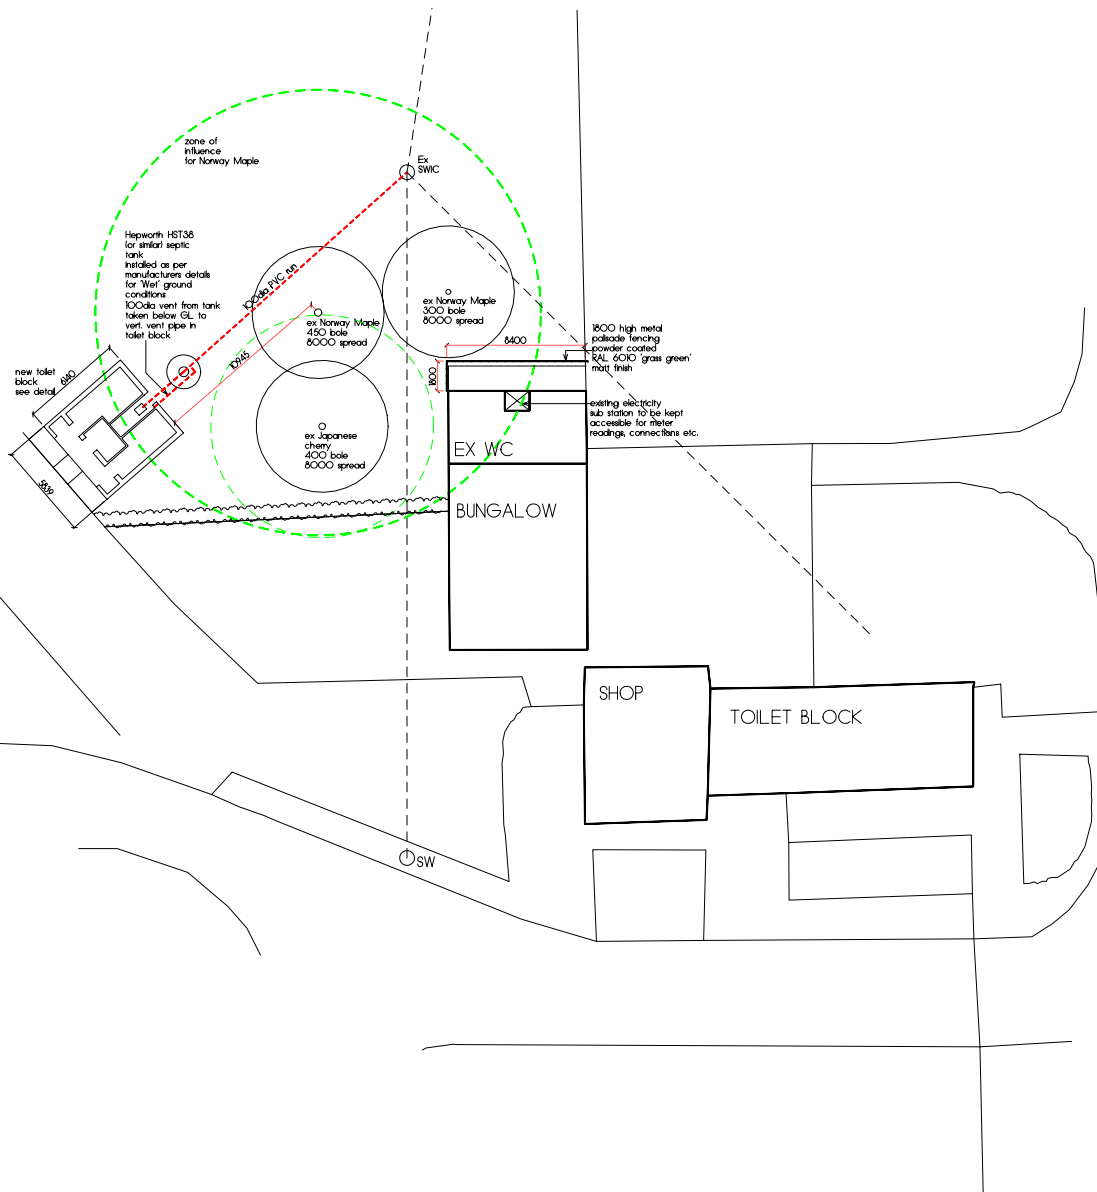 zone of
influence
for Norway Maple
Ex
SWIC
Hepworth HST38
(or similar) septic
tank
installed as per
manufacturers details
for 'Wet' ground
conditions
100dia vent from tank
taken below GL to
vert. vent pipe in
toilet block
100dia PVC run
ex Norway Maple
300 bole
8000 spread
ex Norway Maple
450 bole
8000 spread
10945
8400
1800
1800 high metal
palisade fencing
powder coated
RAL 6010 'grass green'
matt finish
new toilet
block
see detail
6140
5839
existing electricity
sub station to be kept
accessible for meter
readings, connections etc.
ex Japanese
cherry
400 bole
8000 spread
EX WC
BUNGALOW
SHOP
TOILET BLOCK
SW